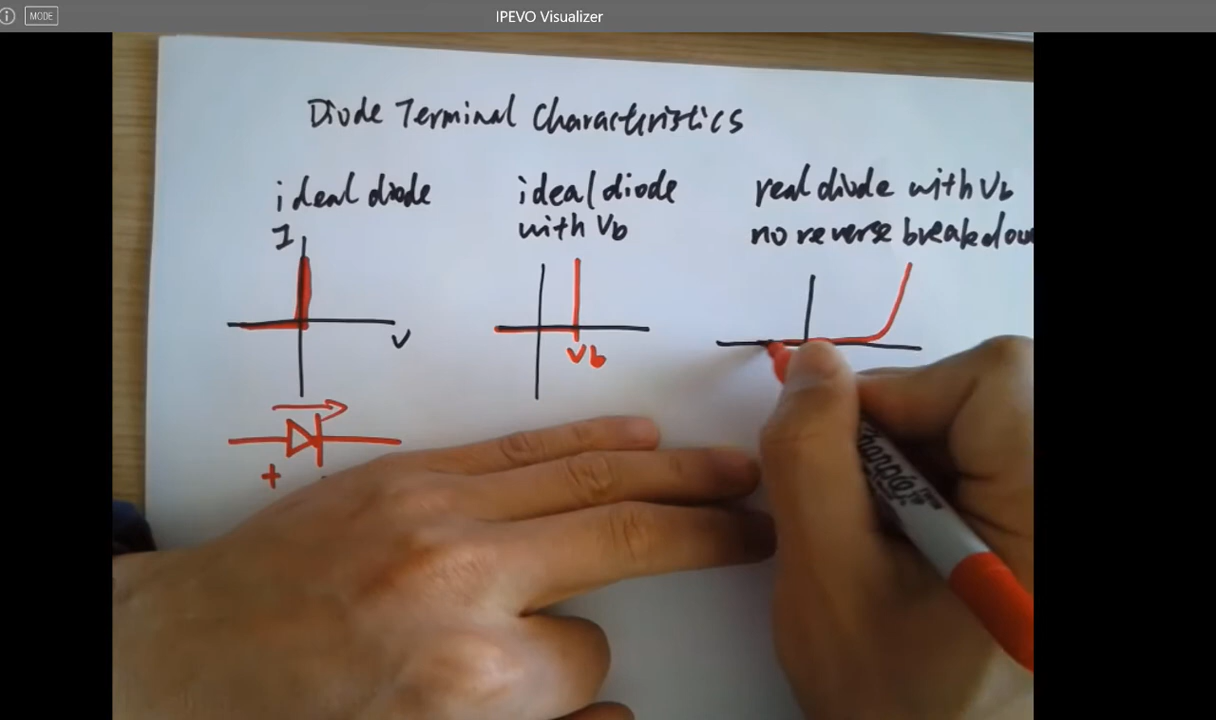 IPEVO Visualizer
MODE
Diode Terminal Characteristics
ideal diode
I
V
+
ideal diode
with Vb
Vb
real diode with Vb
no reverse breakdow
Sharpie